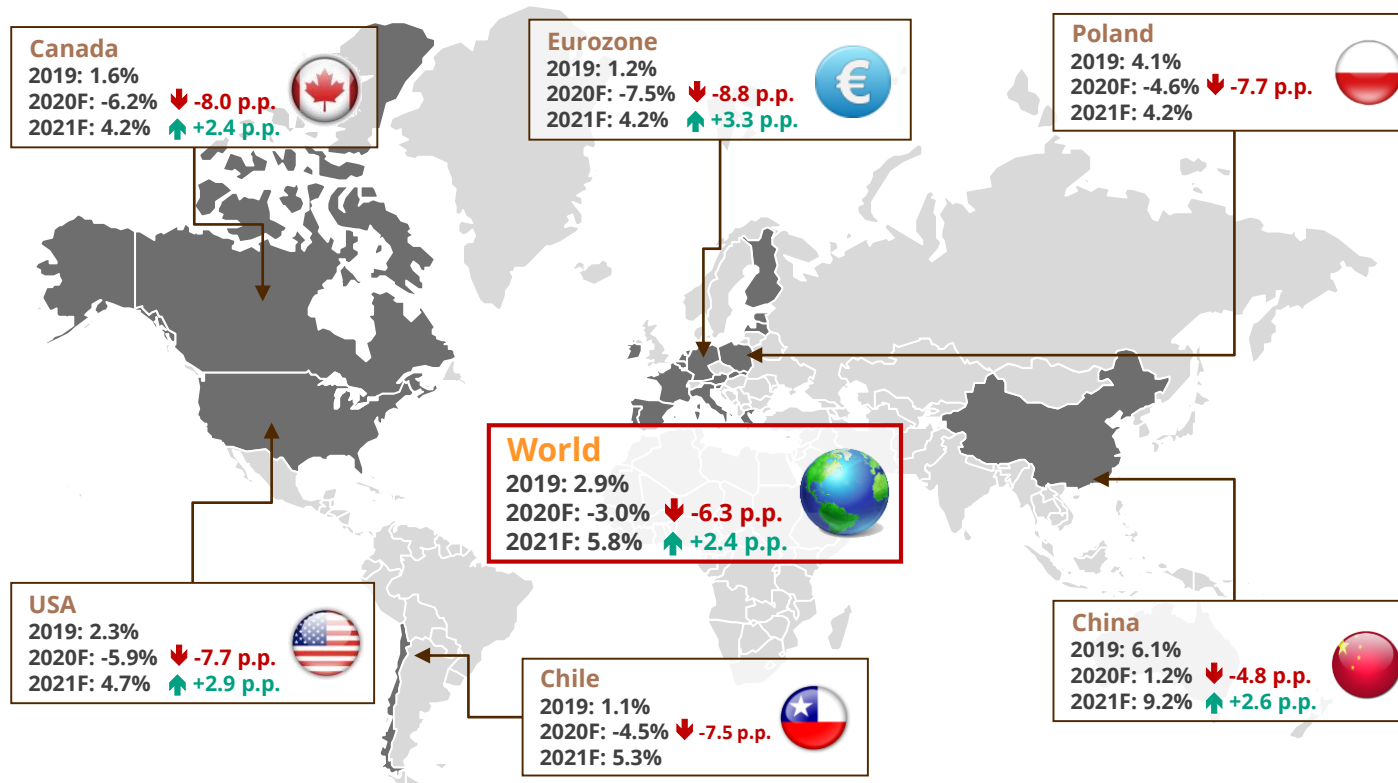 Canada
2019: 1.6%
2020F: -6.2% -8.0 p.p.
2021F: 4.2% +2.4 p.p.
Eurozone
2019: 1.2%
2020F: -7.5% -8.8 p.p.
2021F: 4.2% +3.3 p.p.
€
Poland
2019: 4.1%
2020F: -4.6% -7.7 p.p.
2021F: 4.2%
World
2019: 2.9%
2020F: -3.0% -6.3 p.p.
2021F: 5.8% +2.4 p.p.
USA
2019: 2.3%
2020F: -5.9% -7.7 p.p.
2021F: 4.7% +2.9 p.p.
Chile
2019: 1.1%
2020F: -4.5% -7.5 p.p.
2021F: 5.3%
China
2019: 6.1%
2020F: 1.2% -4.8 p.p.
2021F: 9.2% +2.6 p.p.